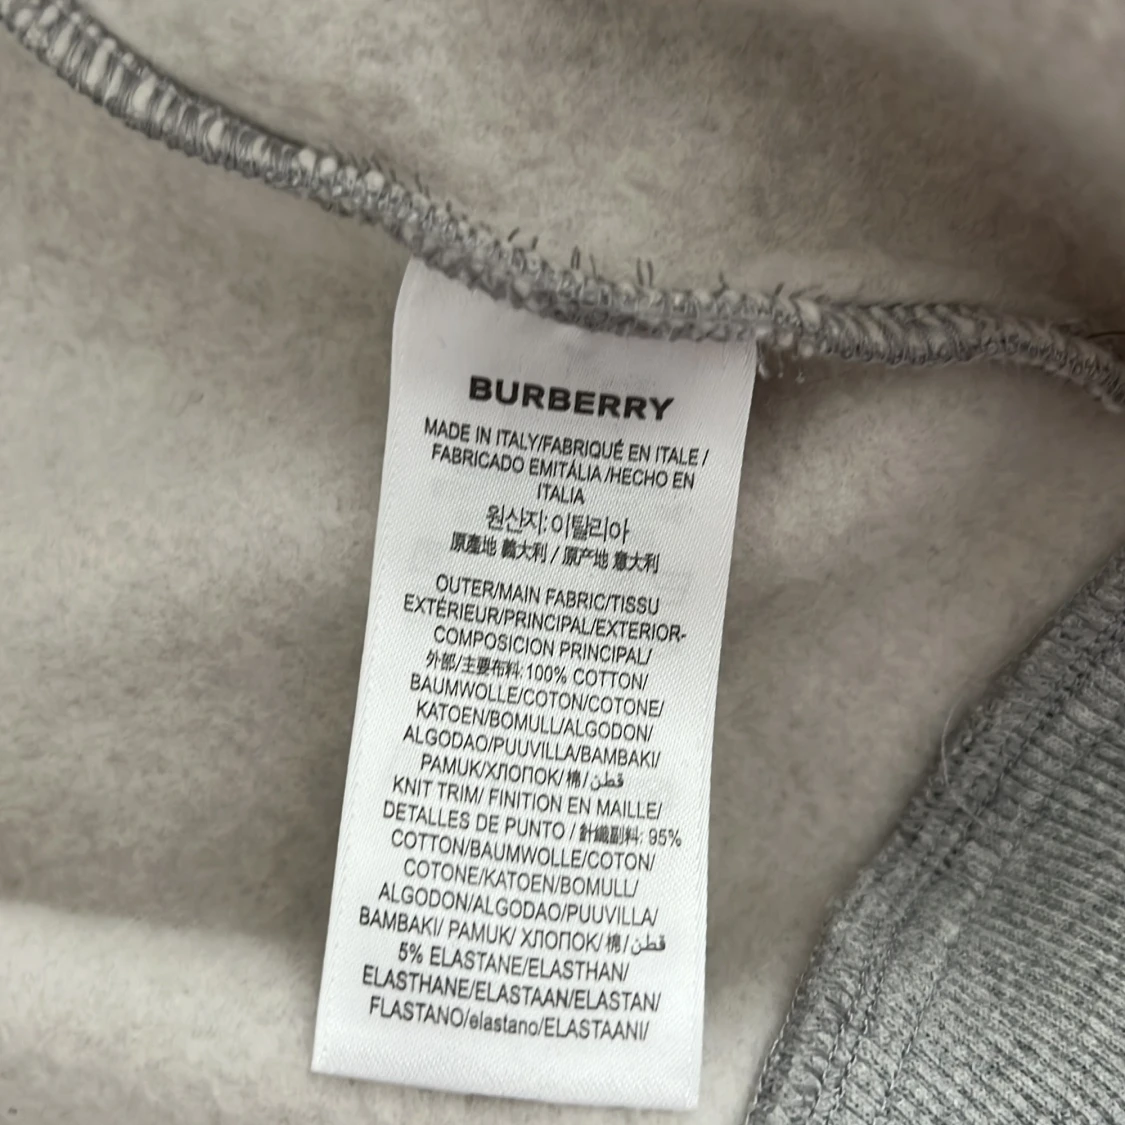 BURBERRY
MADE IN ITALY/FABRIQUÉ EN ITALE /
FABRICADO EMITÁLIA /HECHO EN
ITALIA
원산지: 이탈리아
原產地 義大利 / 原产地 意大利
OUTER/MAIN FABRIC/TISSU
EXTÉRIEUR/PRINCIPAL/EXTERIOR-
COMPOSICION PRINCIPAL/
外部/主要布料: 100% COTTON/
BAUMWOLLE/COTON/COTONE/
KATOEN/BOMULL/ALGODON/
ALGODAO/PUUVILLA/BAMBAKI/
PAMUK/ХЛОПОК/棉/قطن
KNIT TRIM/ FINITION EN MAILLE/
DETALLES DE PUNTO / 針織副料: 95%
COTTON/BAUMWOLLE/COTON/
COTONE/KATOEN/BOMULL/
ALGODON/ALGODAO/PUUVILLA/
BAMBAKI/ PAMUK/ ХЛОПОК/棉/قطن
5% ELASTANE/ELASTHAN/
ELASTHANE/ELASTAAN/ELASTAN/
FLASTANO/elastano/ELASTAANI/